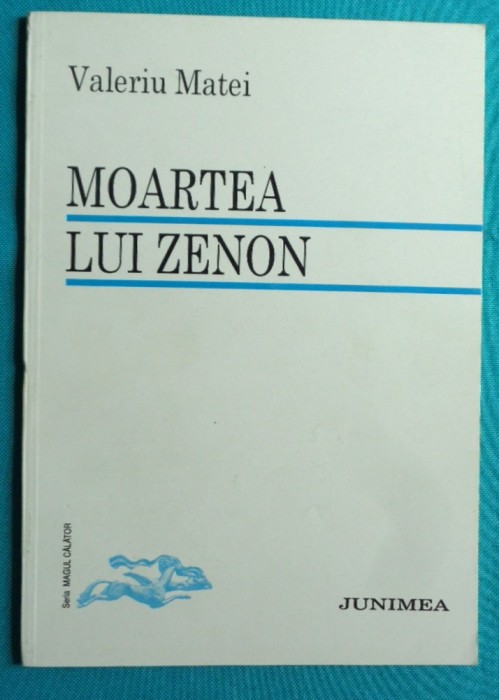 Valeriu Matei
MOARTEA
LUI ZENON
Seria MAGUL CĂLĂTOR
JUNIMEA